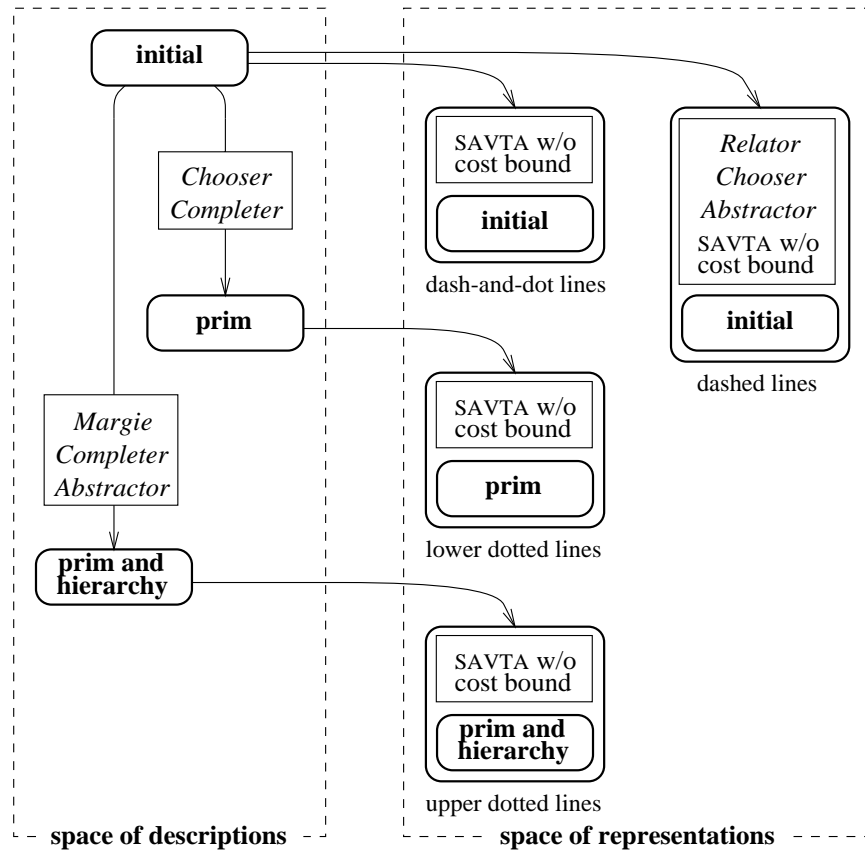 initial
Chooser
Completer
prim
Margie
Completer
Abstractor
prim and
hierarchy
space of descriptions
SAVTA w/o
cost bound
initial
dash-and-dot lines
Relator
Chooser
Abstractor
SAVTA w/o
cost bound
initial
dashed lines
SAVTA w/o
cost bound
prim
lower dotted lines
SAVTA w/o
cost bound
prim and
hierarchy
upper dotted lines
space of representations